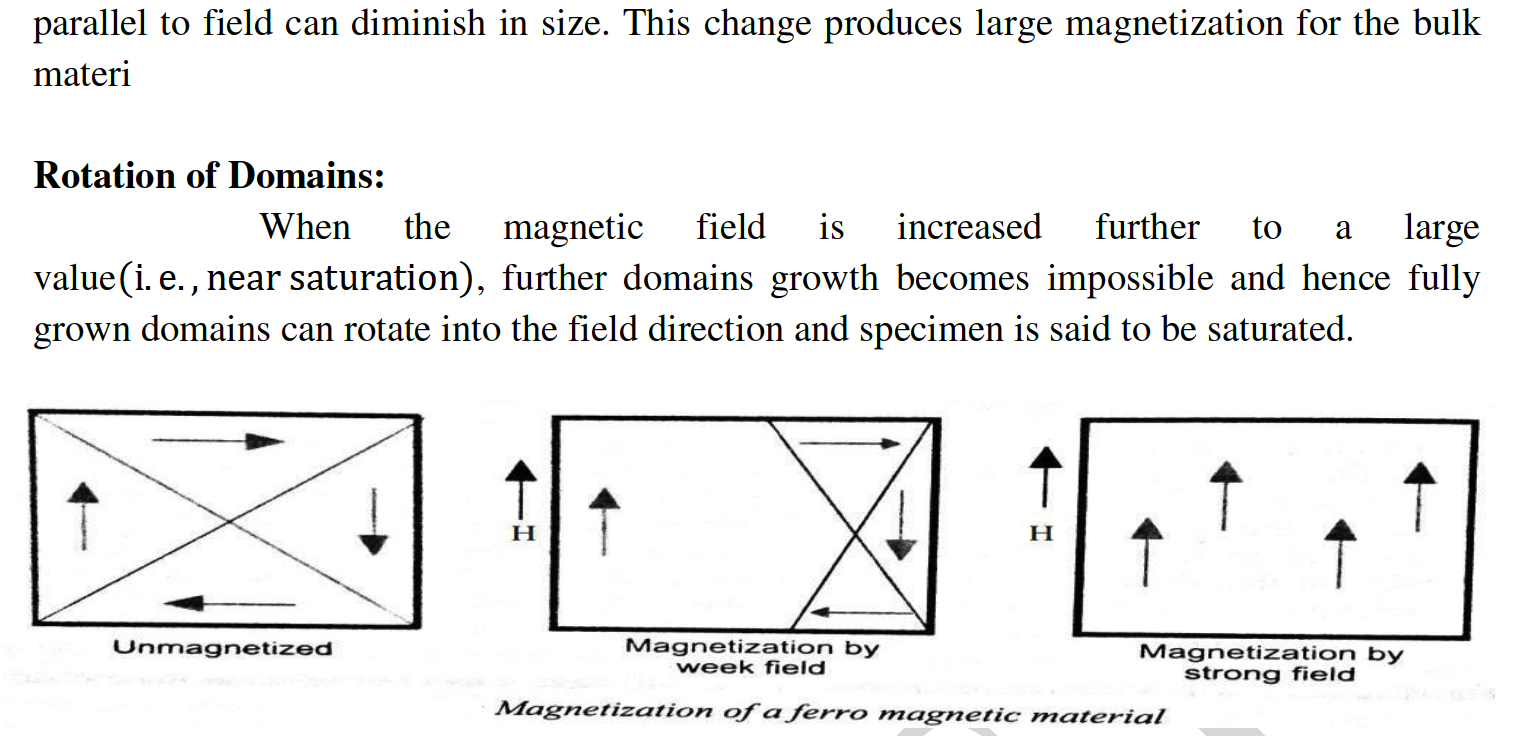 parallel to field can diminish in size. This change produces large magnetization for the bulk
materi
Rotation of Domains:
When the magnetic field is increased further to a large
value(i. e. , near saturation), further domains growth becomes impossible and hence fully
grown domains can rotate into the field direction and specimen is said to be saturated.
H
H
Unmagnetized
Magnetization by
week field
Magnetization by
strong field
Magnetization of a ferro magnetic material